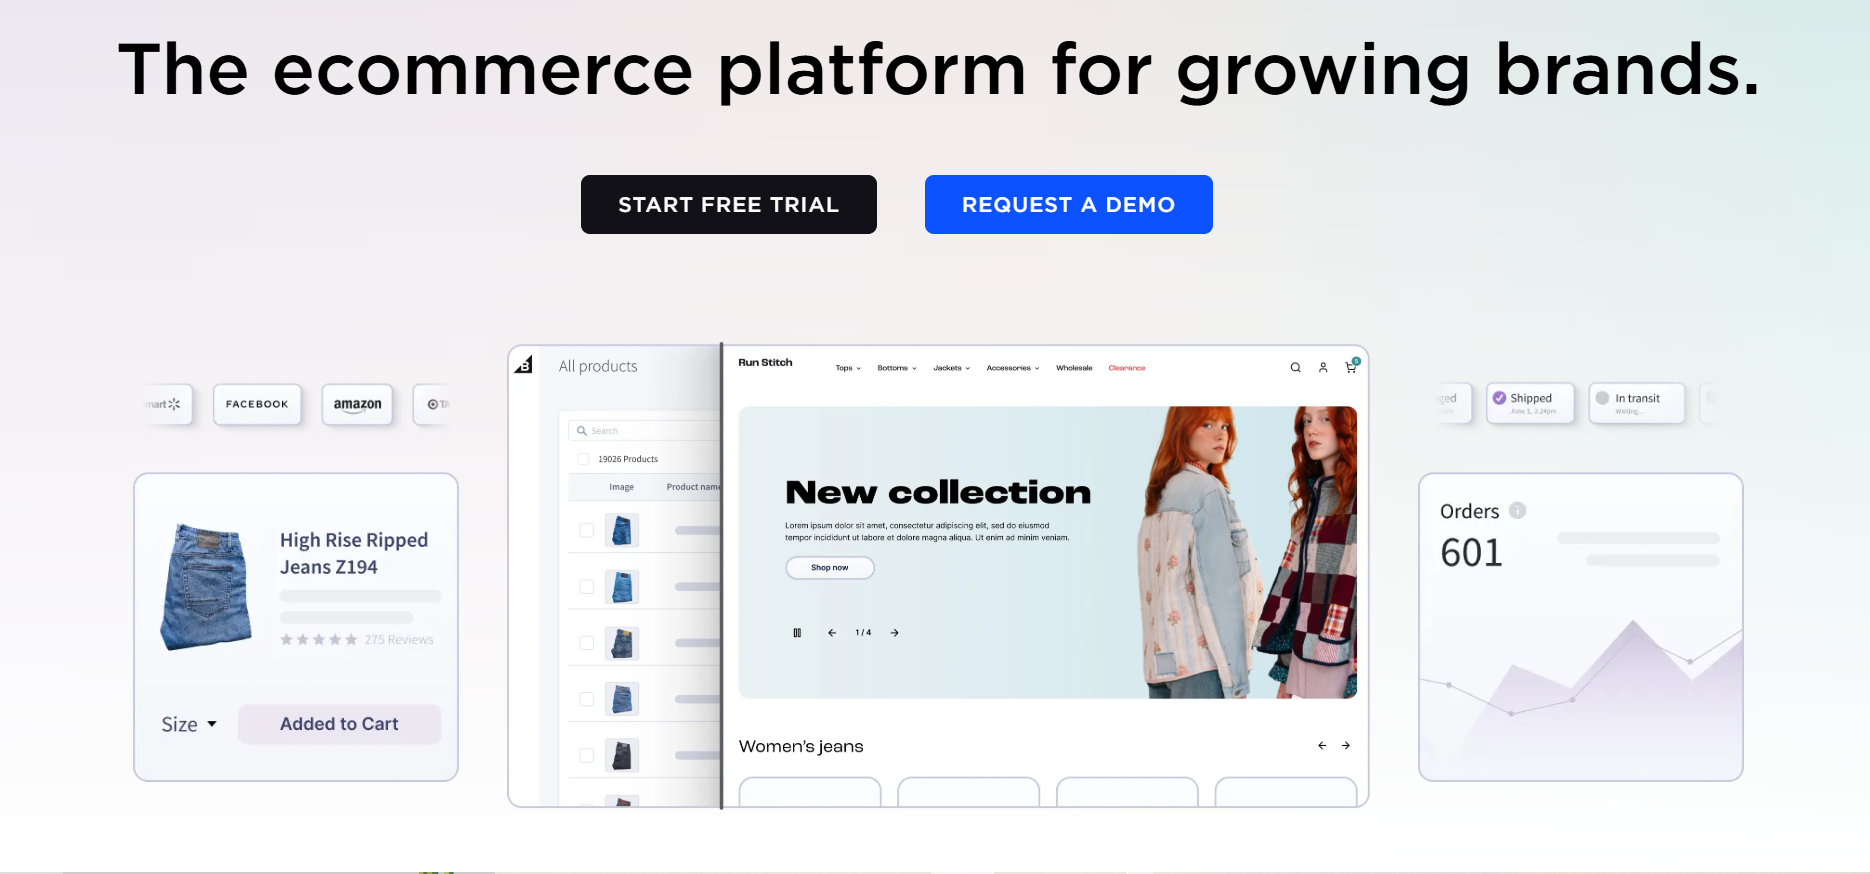 The ecommerce platform for growing brands.
START FREE TRIAL
REQUEST A DEMO
mart
FACEBOOK
amazon
High Rise Ripped
Jeans Z194
275 Reviews
Size
Added to Cart
B
All products
Search
19026 Products
Image
Product name
Run Stitch
Tops
Bottoms
Jackets
Accessories
Wholesale
Clearance
0
New collection
Lorem ipsum dolor sit amet, consectetur adipiscing elit, sed do eiusmod
tempor incididunt ut labore et dolore magna aliqua. Ut enim ad minim veniam.
Shop now
1 / 4
Women's jeans
Shipped
June 1, 2:24pm
In transit
Waiting...
Orders
601